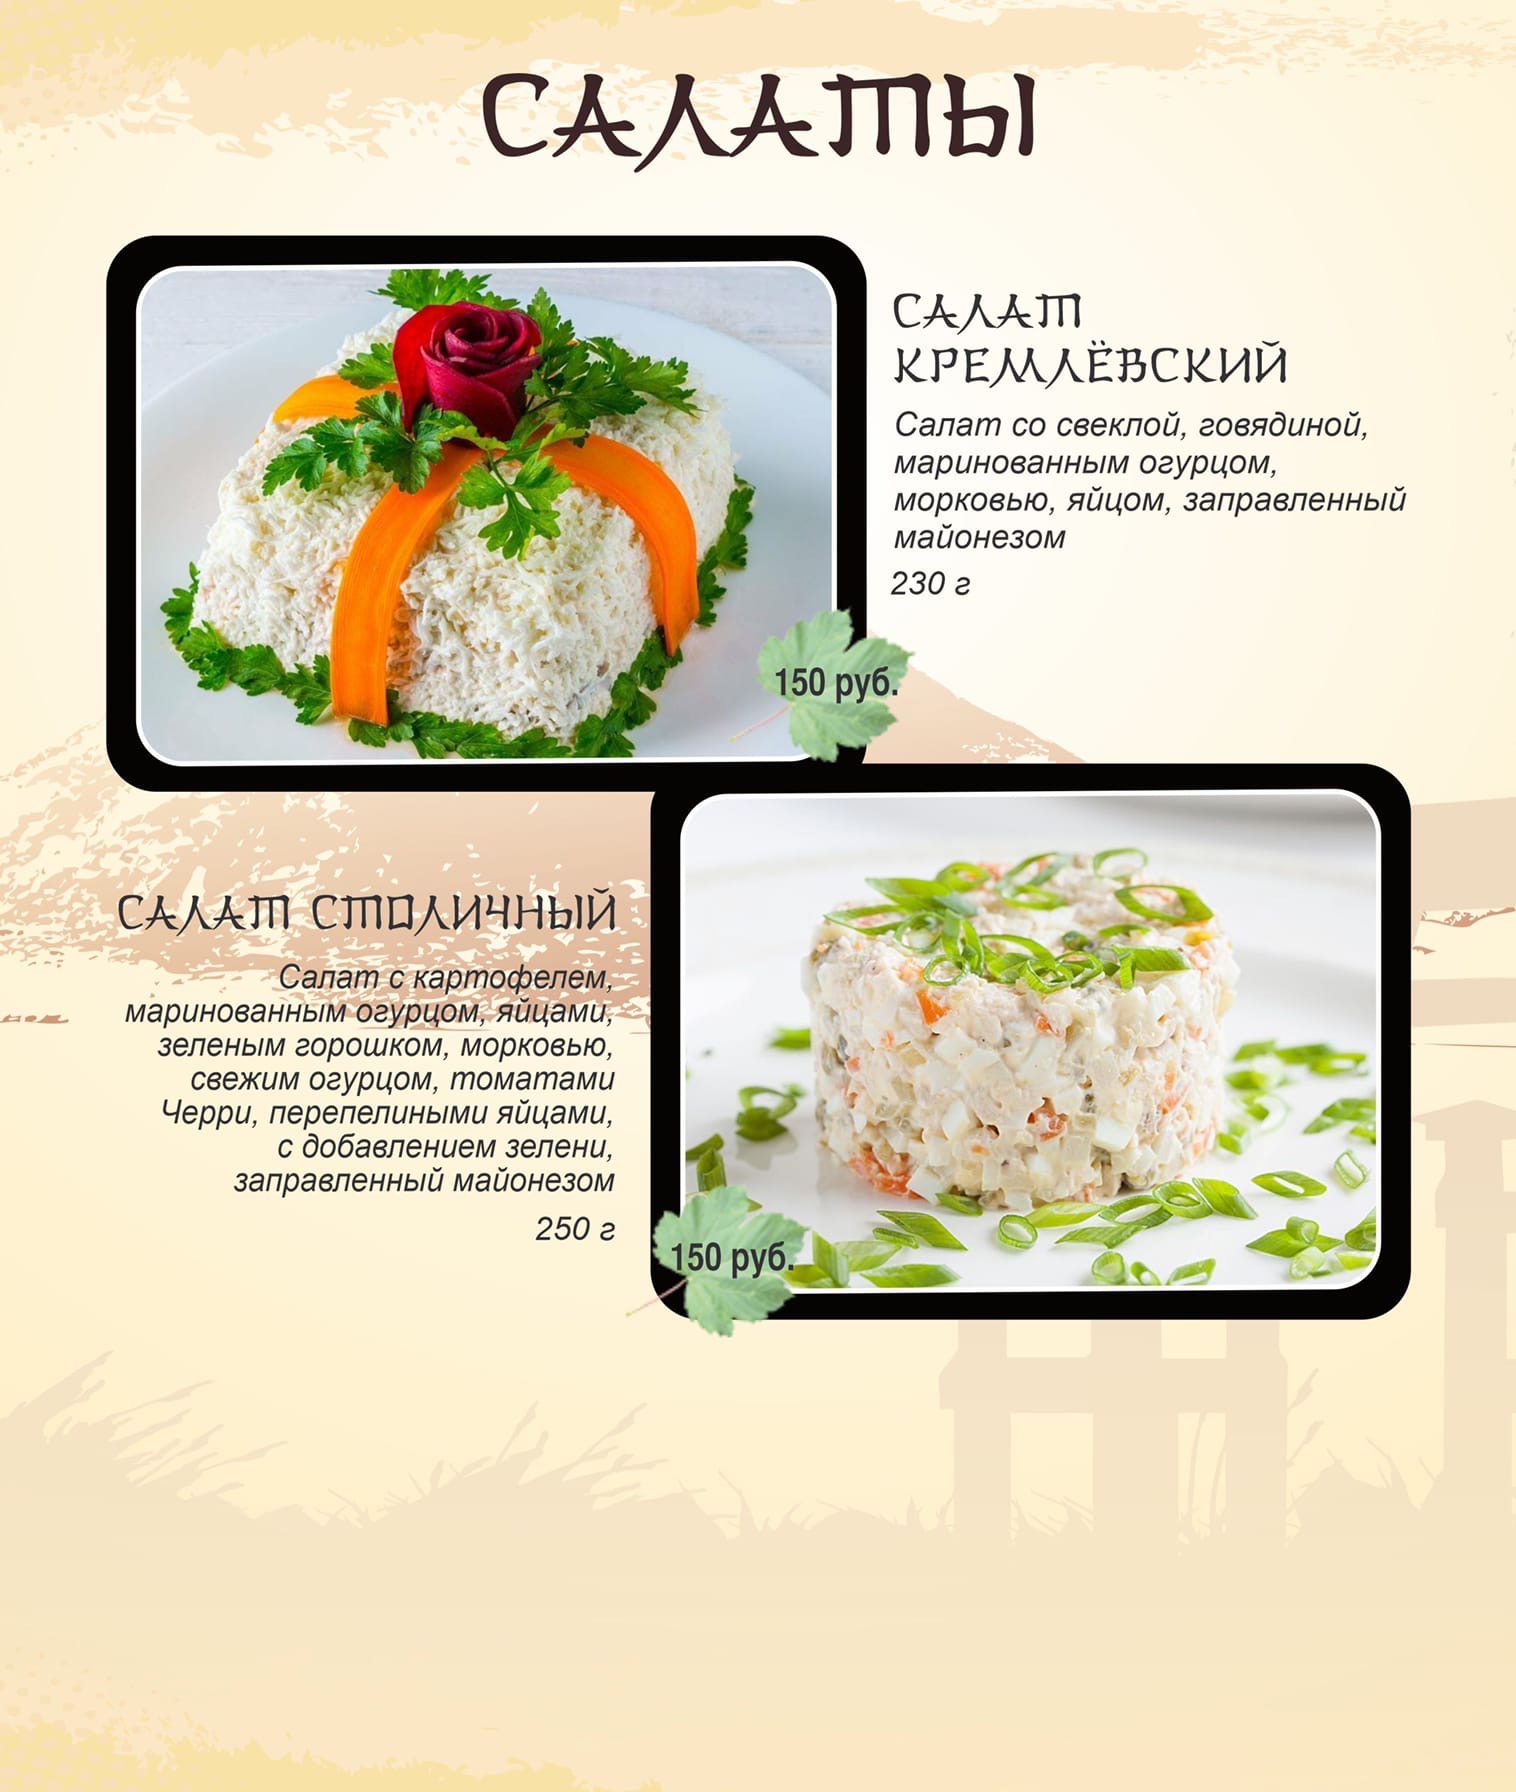 САЛАТЫ
САЛАТ
КРЕМЛЁВСКИЙ
Салат со свеклой, говядиной,
маринованным огурцом,
морковью, яйцом, заправленный
майонезом
230 г
150 руб.
САЛАТ СТОЛИЧНЫЙ
Салат с картофелем,
маринованным огурцом, яйцами,
зеленым горошком, морковью,
свежим огурцом, томатами
Черри, перепелиными яйцами,
с добавлением зелени,
заправленный майонезом
250 г
150 руб.